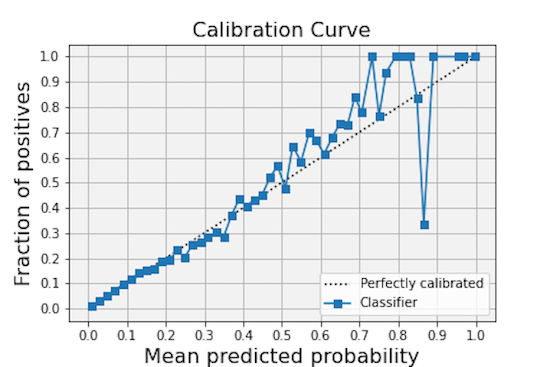 Calibration Curve
Fraction of positives
1.0
0.9
0.8
0.7
0.6
0.5
0.4
0.3
0.2
0.1
0.0
Perfectly calibrated
Classifier
0.0 0.1 0.2 0.3 0.4 0.5 0.6 0.7 0.8 0.9 1.0
Mean predicted probability